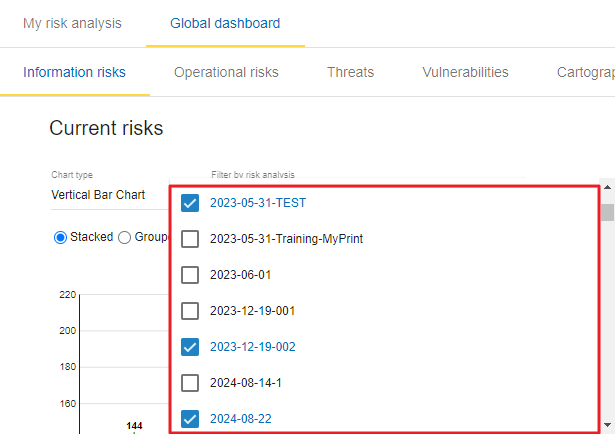 My risk analysis Global dashboard
Information risks Operational risks Threats Vulnerabilities Cartogra
Current risks
Chart type Filter by risk analysis
Vertical Bar Chart
2023-05-31-TEST
Stacked Groupe
2023-05-31-Training-MyPrint
2023-06-01
2023-12-19-001
2023-12-19-002
2024-08-14-1
2024-08-22
220
200
180
160
144